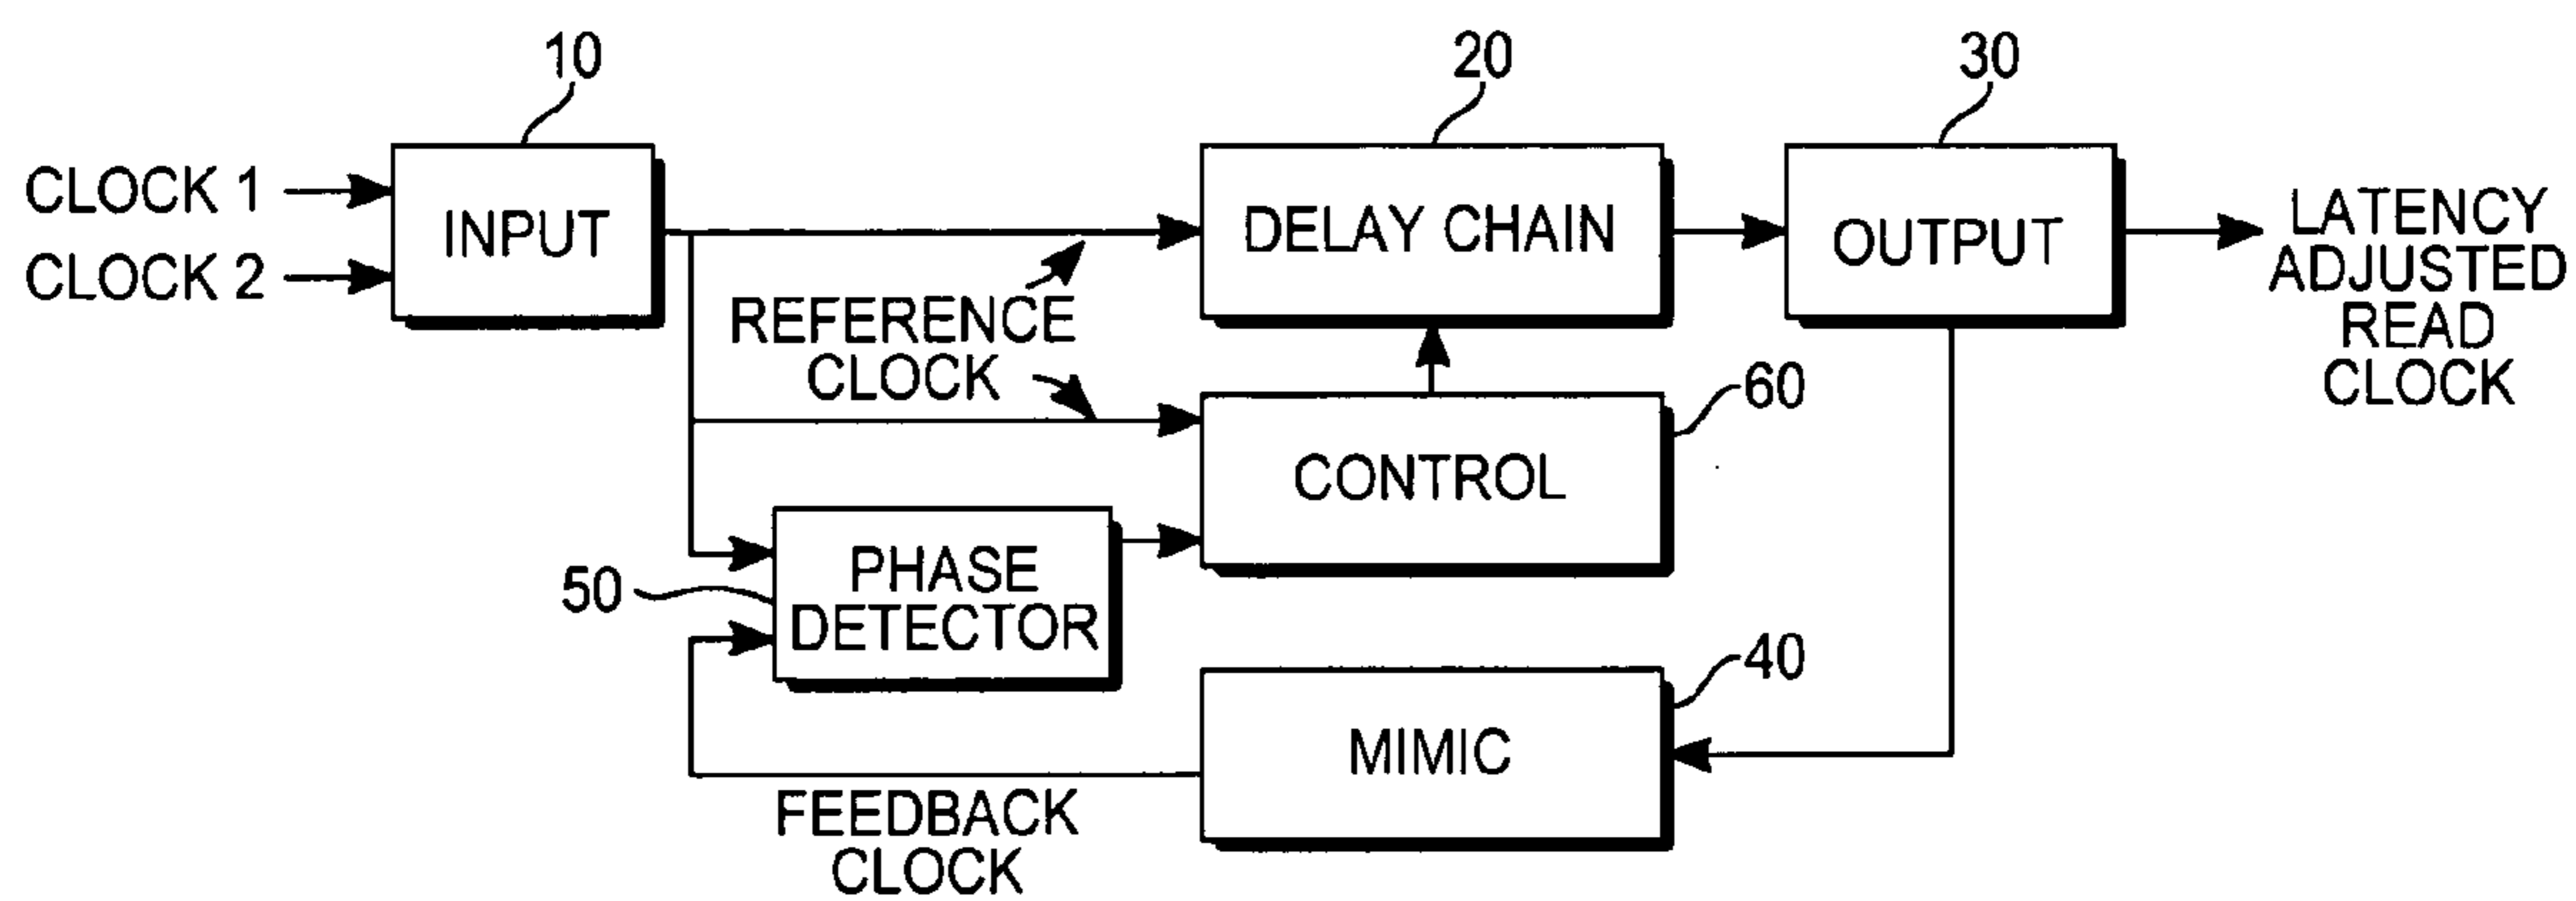 10
20
30
CLOCK 1
CLOCK 2
INPUT
DELAY CHAIN
OUTPUT
LATENCY
ADJUSTED
READ
CLOCK
REFERENCE
CLOCK
60
CONTROL
50
PHASE
DETECTOR
40
MIMIC
FEEDBACK
CLOCK